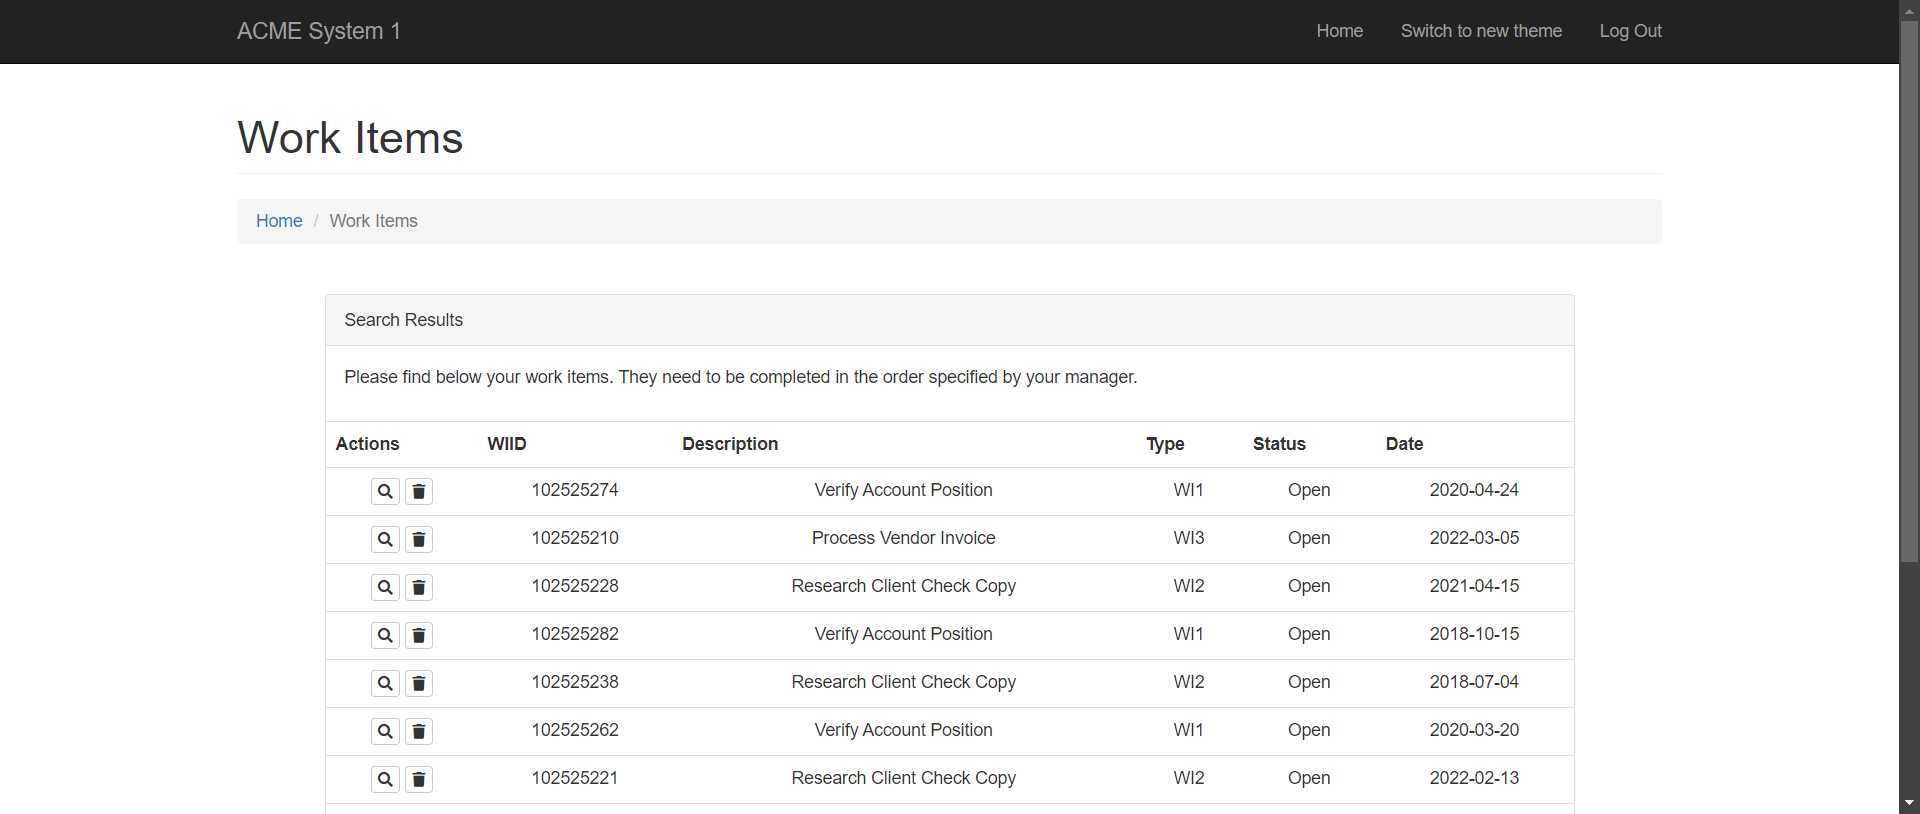 ACME System 1 Home Switch to new theme Log Out
Work Items
Home / Work Items
Search Results
Please find below your work items. They need to be completed in the order specified by your manager.
Actions WIID Description Type Status Date
102525274 Verify Account Position WI1 Open 2020-04-24
102525210 Process Vendor Invoice WI3 Open 2022-03-05
102525228 Research Client Check Copy WI2 Open 2021-04-15
102525282 Verify Account Position WI1 Open 2018-10-15
102525238 Research Client Check Copy WI2 Open 2018-07-04
102525262 Verify Account Position WI1 Open 2020-03-20
102525221 Research Client Check Copy WI2 Open 2022-02-13